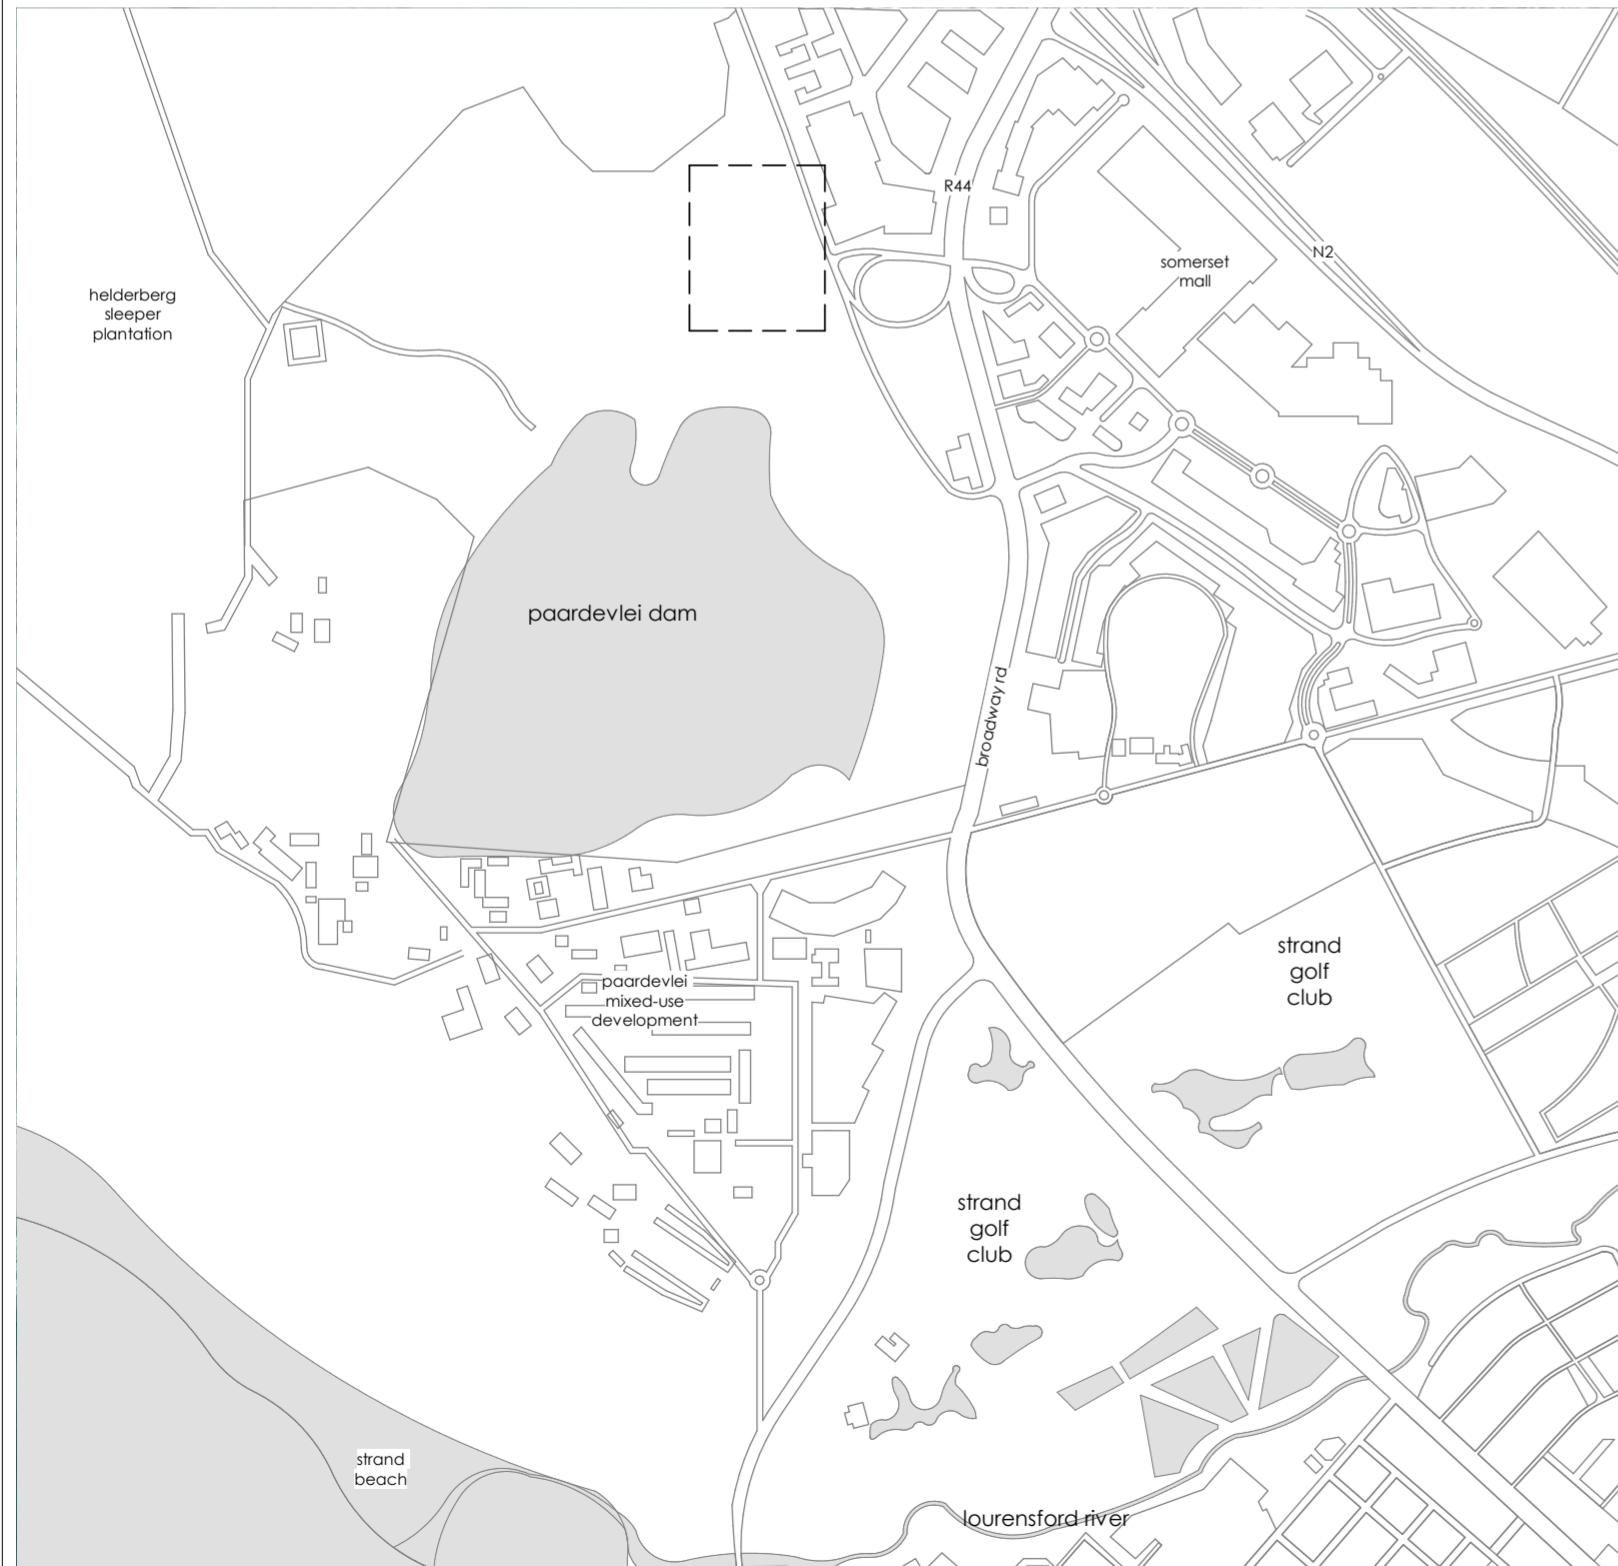 R44
N2
somerset
mall
helderberg
sleeper
plantation
paardevlei dam
broadway rd
strand
golf
club
paardevlei
mixed-use
development
strand
golf
club
strand
beach
lourensford river